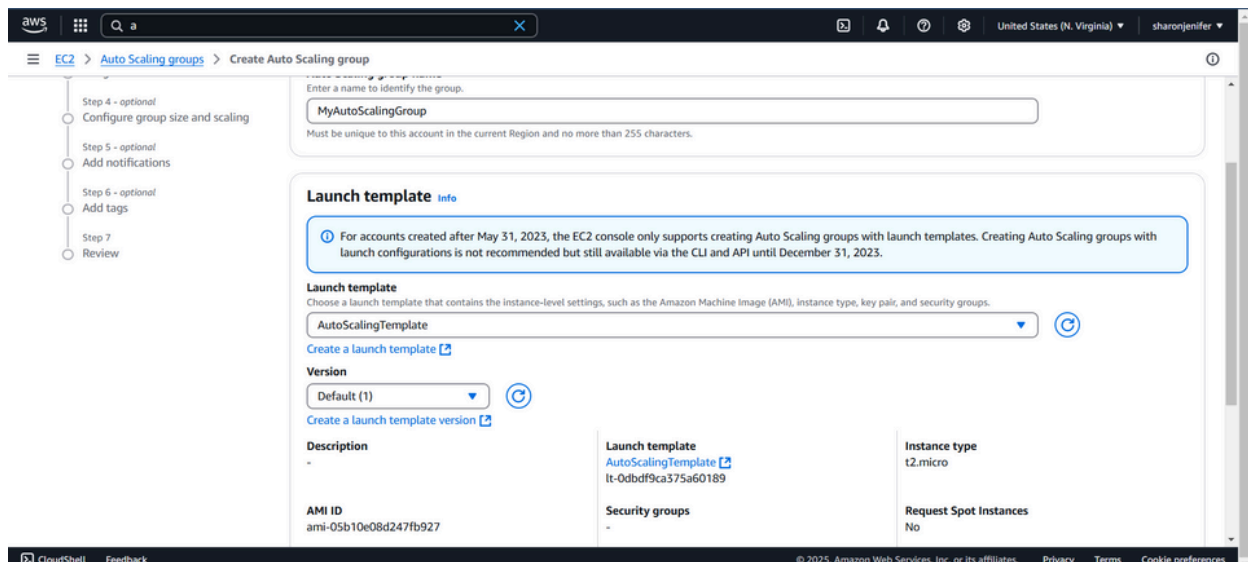 aws
a
United States (N. Virginia)
sharonjenifer
EC2 > Auto Scaling groups > Create Auto Scaling group
Step 4 - optional
Configure group size and scaling
Step 5 - optional
Add notifications
Step 6 - optional
Add tags
Step 7
Review
Auto Scaling group name
Enter a name to identify the group.
MyAutoScalingGroup
Must be unique to this account in the current Region and no more than 255 characters.
Launch template Info
For accounts created after May 31, 2023, the EC2 console only supports creating Auto Scaling groups with launch templates. Creating Auto Scaling groups with
launch configurations is not recommended but still available via the CLI and API until December 31, 2023.
Launch template
Choose a launch template that contains the instance-level settings, such as the Amazon Machine Image (AMI), instance type, key pair, and security groups.
AutoScalingTemplate
Create a launch template
Version
Default (1)
Create a launch template version
Description
-
Launch template
AutoScalingTemplate
lt-0dbdf9ca375a60189
Instance type
t2.micro
AMI ID
ami-05b10e08d247fb927
Security groups
-
Request Spot Instances
No
CloudShell Feedback
© 2025, Amazon Web Services, Inc. or its affiliates. Privacy Terms Cookie preferences